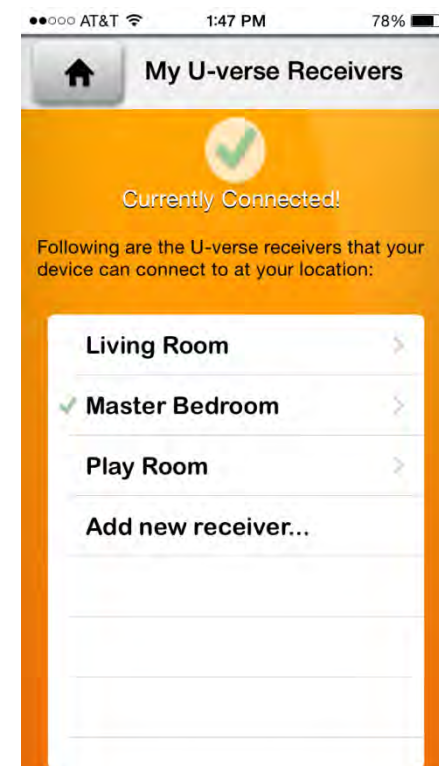 AT&T 1:47 PM 78%
My U-verse Receivers
Currently Connected!
Following are the U-verse receivers that your
device can connect to at your location:
Living Room
Master Bedroom
Play Room
Add new receiver...